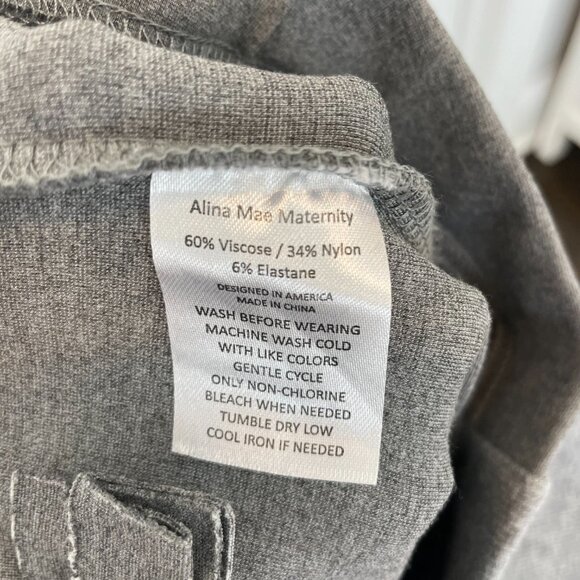 Alina Mae Maternity
60% Viscose / 34% Nylon
6% Elastane
DESIGNED IN AMERICA
MADE IN CHINA
WASH BEFORE WEARING
MACHINE WASH COLD
WITH LIKE COLORS
GENTLE CYCLE
ONLY NON-CHLORINE
BLEACH WHEN NEEDED
TUMBLE DRY LOW
COOL IRON IF NEEDED